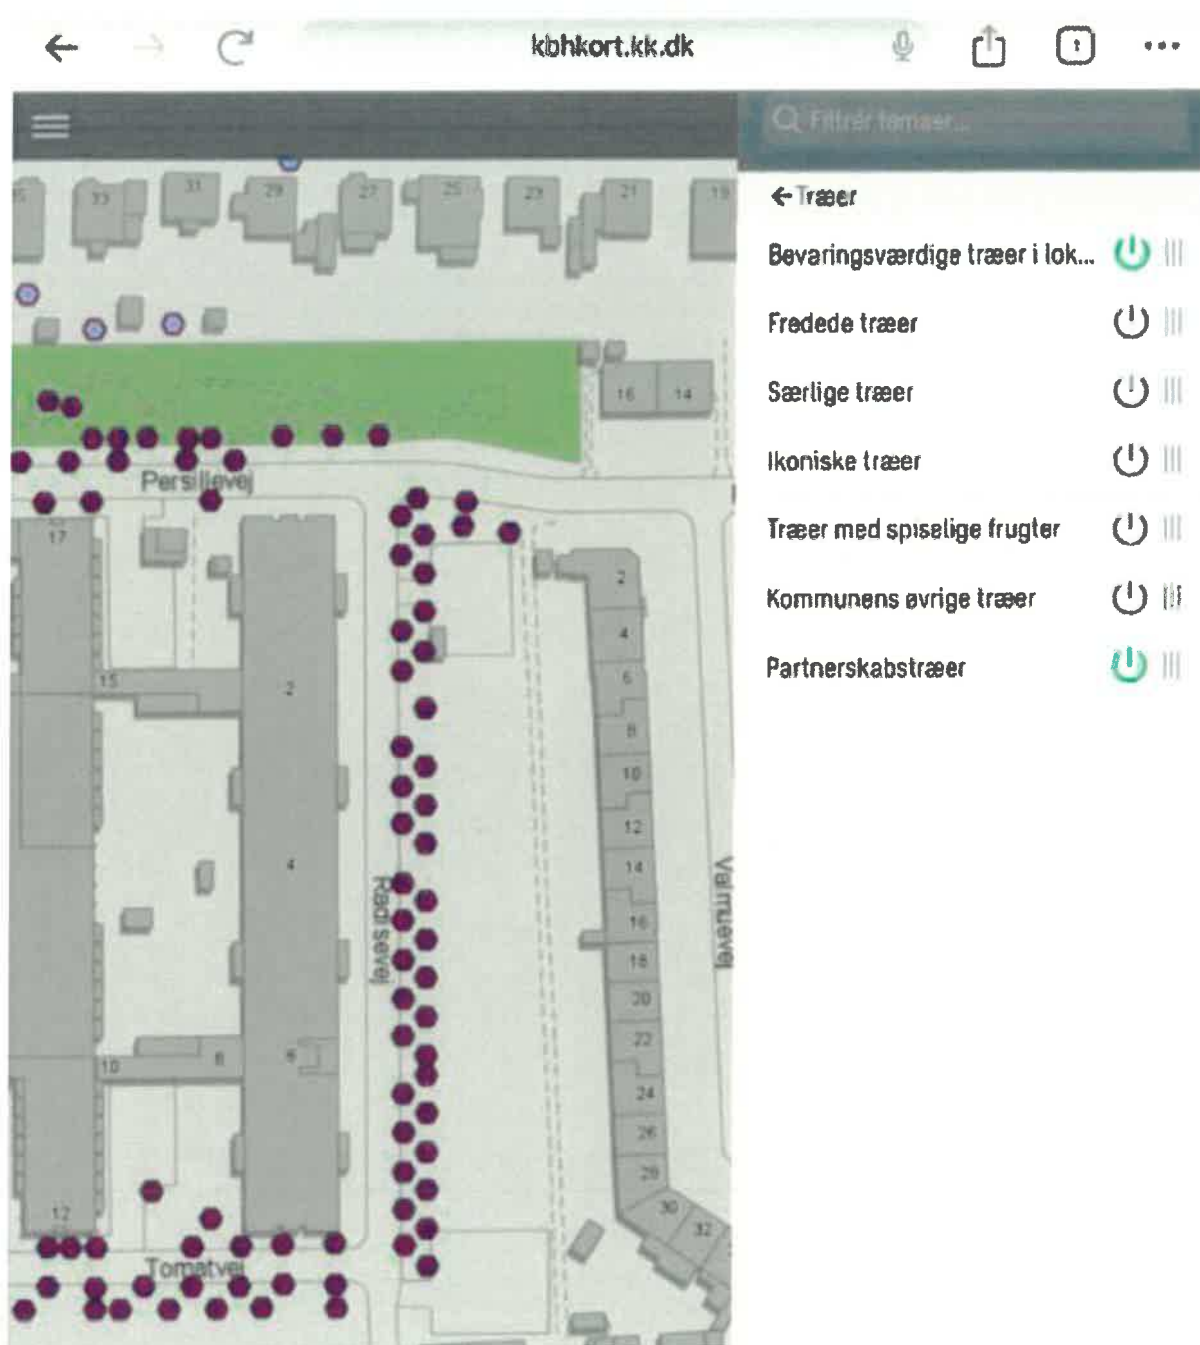 kbhkort.kk.dk
Filtrér temaer...
Træer
Bevaringsværdige træer i lok...
Fredede træer
Særlige træer
Ikoniske træer
Træer med spiselige frugter
Kommunens øvrige træer
Partnerskabstræer
33
31
29
27
25
23
21
19
16
14
Persillevej
17
2
4
6
8
10
12
14
16
18
20
22
24
26
28
30
32
15
2
4
6
8
10
12
Radisevej
Valmuevej
Tomatvej